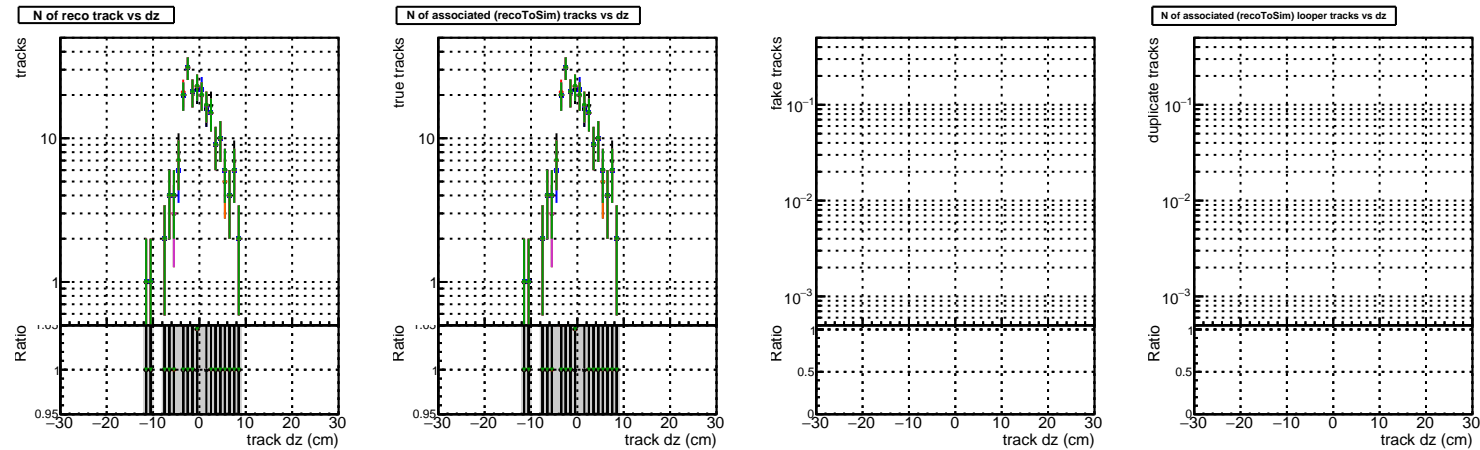 N of reco track vs dz
tracks
10
1
Ratio
1.05
1
0.95
−30 −20 −10 0 10 20 30
track dz (cm)
N of associated (recoToSim) tracks vs dz
true tracks
10
1
Ratio
1.05
1
0.95
−30 −20 −10 0 10 20 30
track dz (cm)
fake tracks
10−1
10−2
10−3
Ratio
1
0.5
0
−30 −20 −10 0 10 20 30
track dz (cm)
N of associated (recoToSim) looper tracks vs dz
duplicate tracks
10−1
10−2
10−3
Ratio
1
0.5
0
−30 −20 −10 0 10 20 30
track dz (cm)